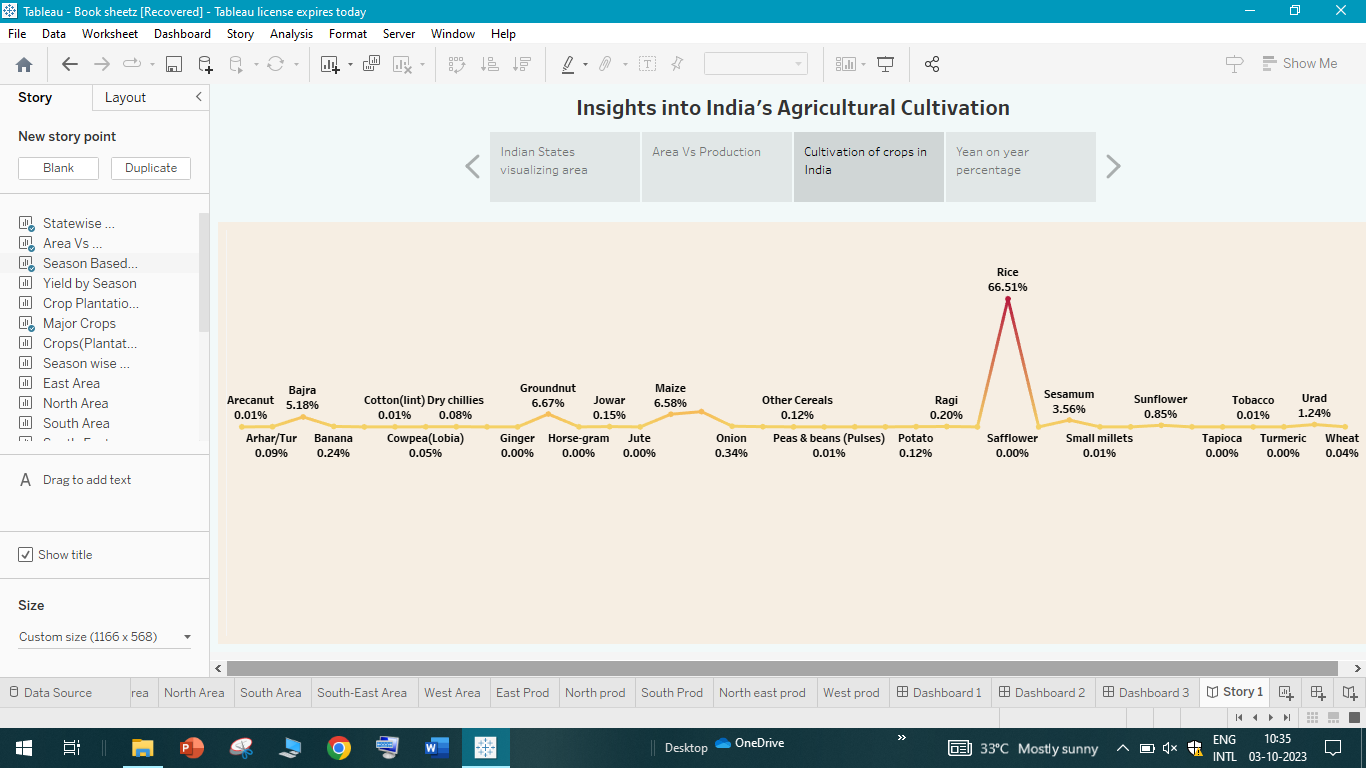 Tableau - Book sheetz [Recovered] - Tableau license expires today
File Data Worksheet Dashboard Story Analysis Format Server Window Help
Show Me
Story Layout
New story point
Blank Duplicate
Statewise ...
Area Vs ...
Season Based...
Yield by Season
Crop Plantatio...
Major Crops
Crops(Plantat...
Season wise ...
East Area
North Area
South Area
A Drag to add text
Show title
Size
Custom size (1166 x 568)
Insights into India’s Agricultural Cultivation
Indian States
visualizing area
Area Vs Production
Cultivation of crops in
India
Yean on year
percentage
Rice
66.51%
Arecanut
0.01%
Bajra
5.18%
Cotton(lint)
0.01%
Dry chillies
0.08%
Groundnut
6.67%
Jowar
0.15%
Maize
6.58%
Other Cereals
0.12%
Ragi
0.20%
Sesamum
3.56%
Sunflower
0.85%
Tobacco
0.01%
Urad
1.24%
Arhar/Tur
0.09%
Banana
0.24%
Cowpea(Lobia)
0.05%
Ginger
0.00%
Horse-gram
0.00%
Jute
0.00%
Onion
0.34%
Peas & beans (Pulses)
0.01%
Potato
0.12%
Safflower
0.00%
Small millets
0.01%
Tapioca
0.00%
Turmeric
0.00%
Wheat
0.04%
Data Source rea North Area South Area South-East Area West Area East Prod North prod South Prod North east prod West prod Dashboard 1 Dashboard 2 Dashboard 3 Story 1
Desktop OneDrive
33°C Mostly sunny
ENG
INTL
10:35
03-10-2023